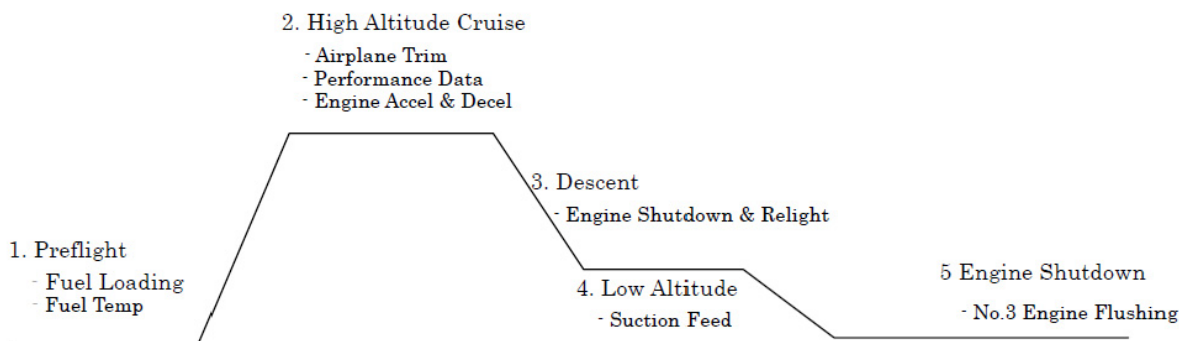 2. High Altitude Cruise
- Airplane Trim
- Performance Data
- Engine Accel & Decel
3. Descent
- Engine Shutdown & Relight
1. Preflight
- Fuel Loading
- Fuel Temp
4. Low Altitude
- Suction Feed
5 Engine Shutdown
- No.3 Engine Flushing